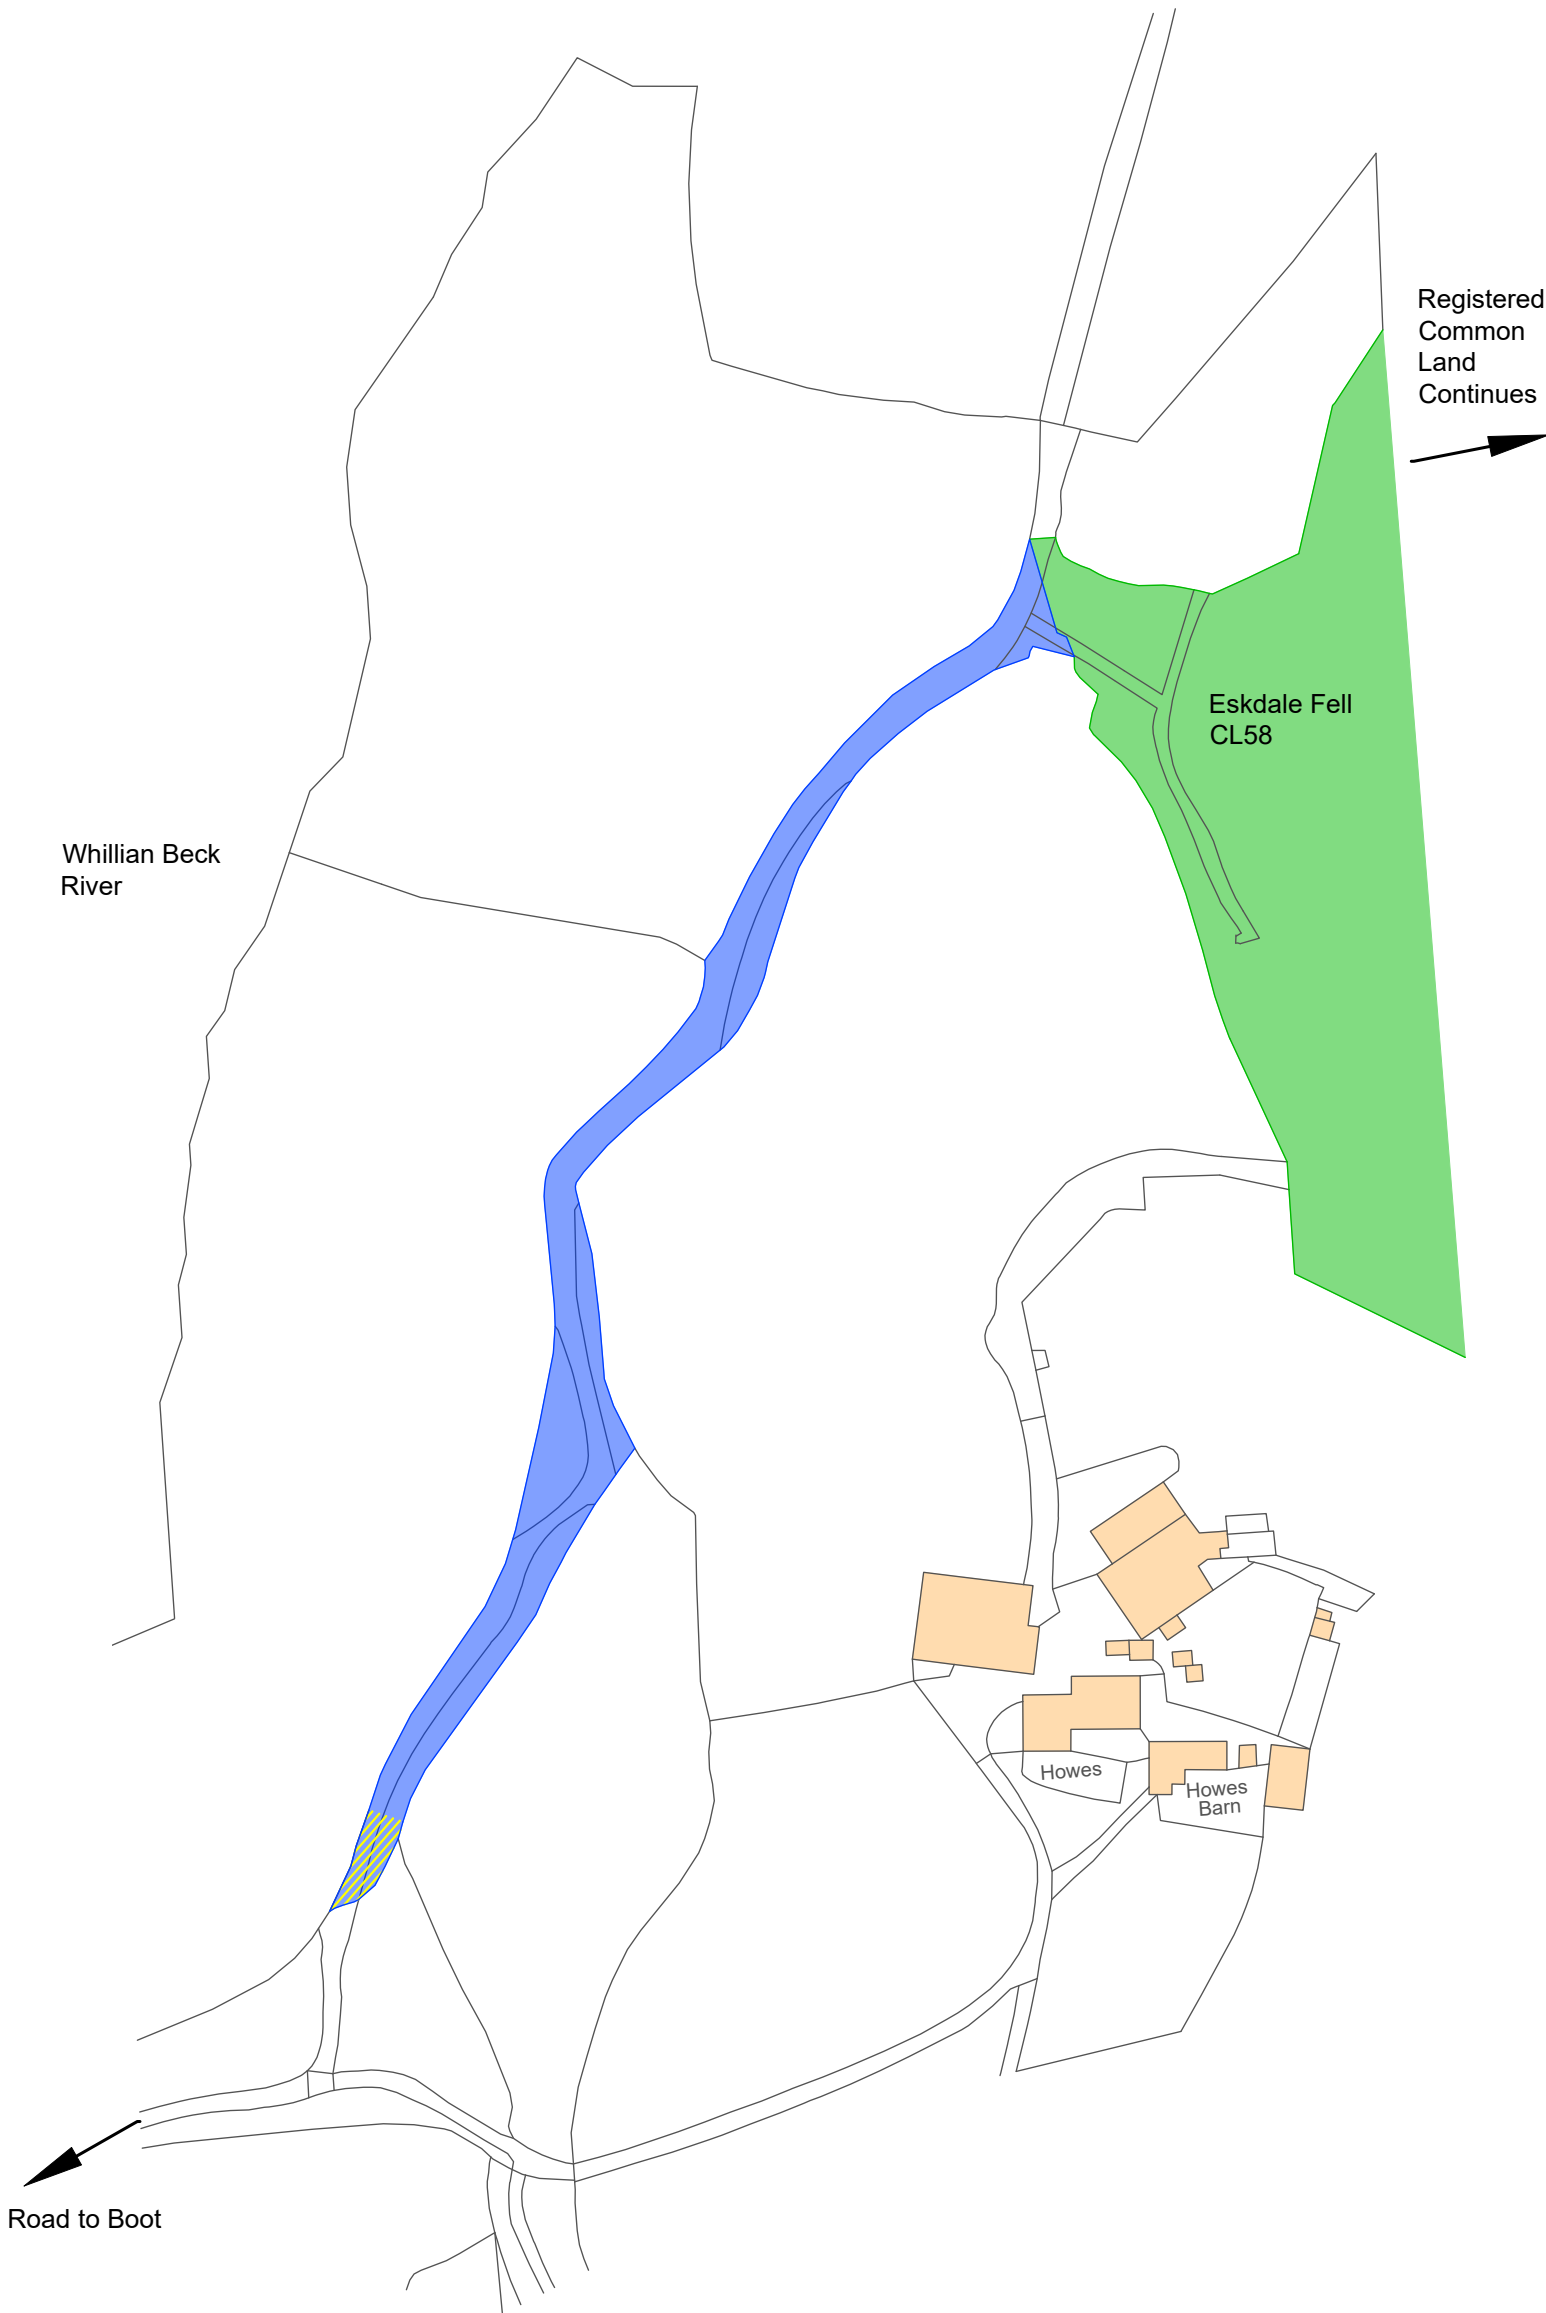 Registered
Common
Land
Continues
Eskdale Fell
CL58
Whillian Beck
River
Howes
Howes
Barn
Road to Boot